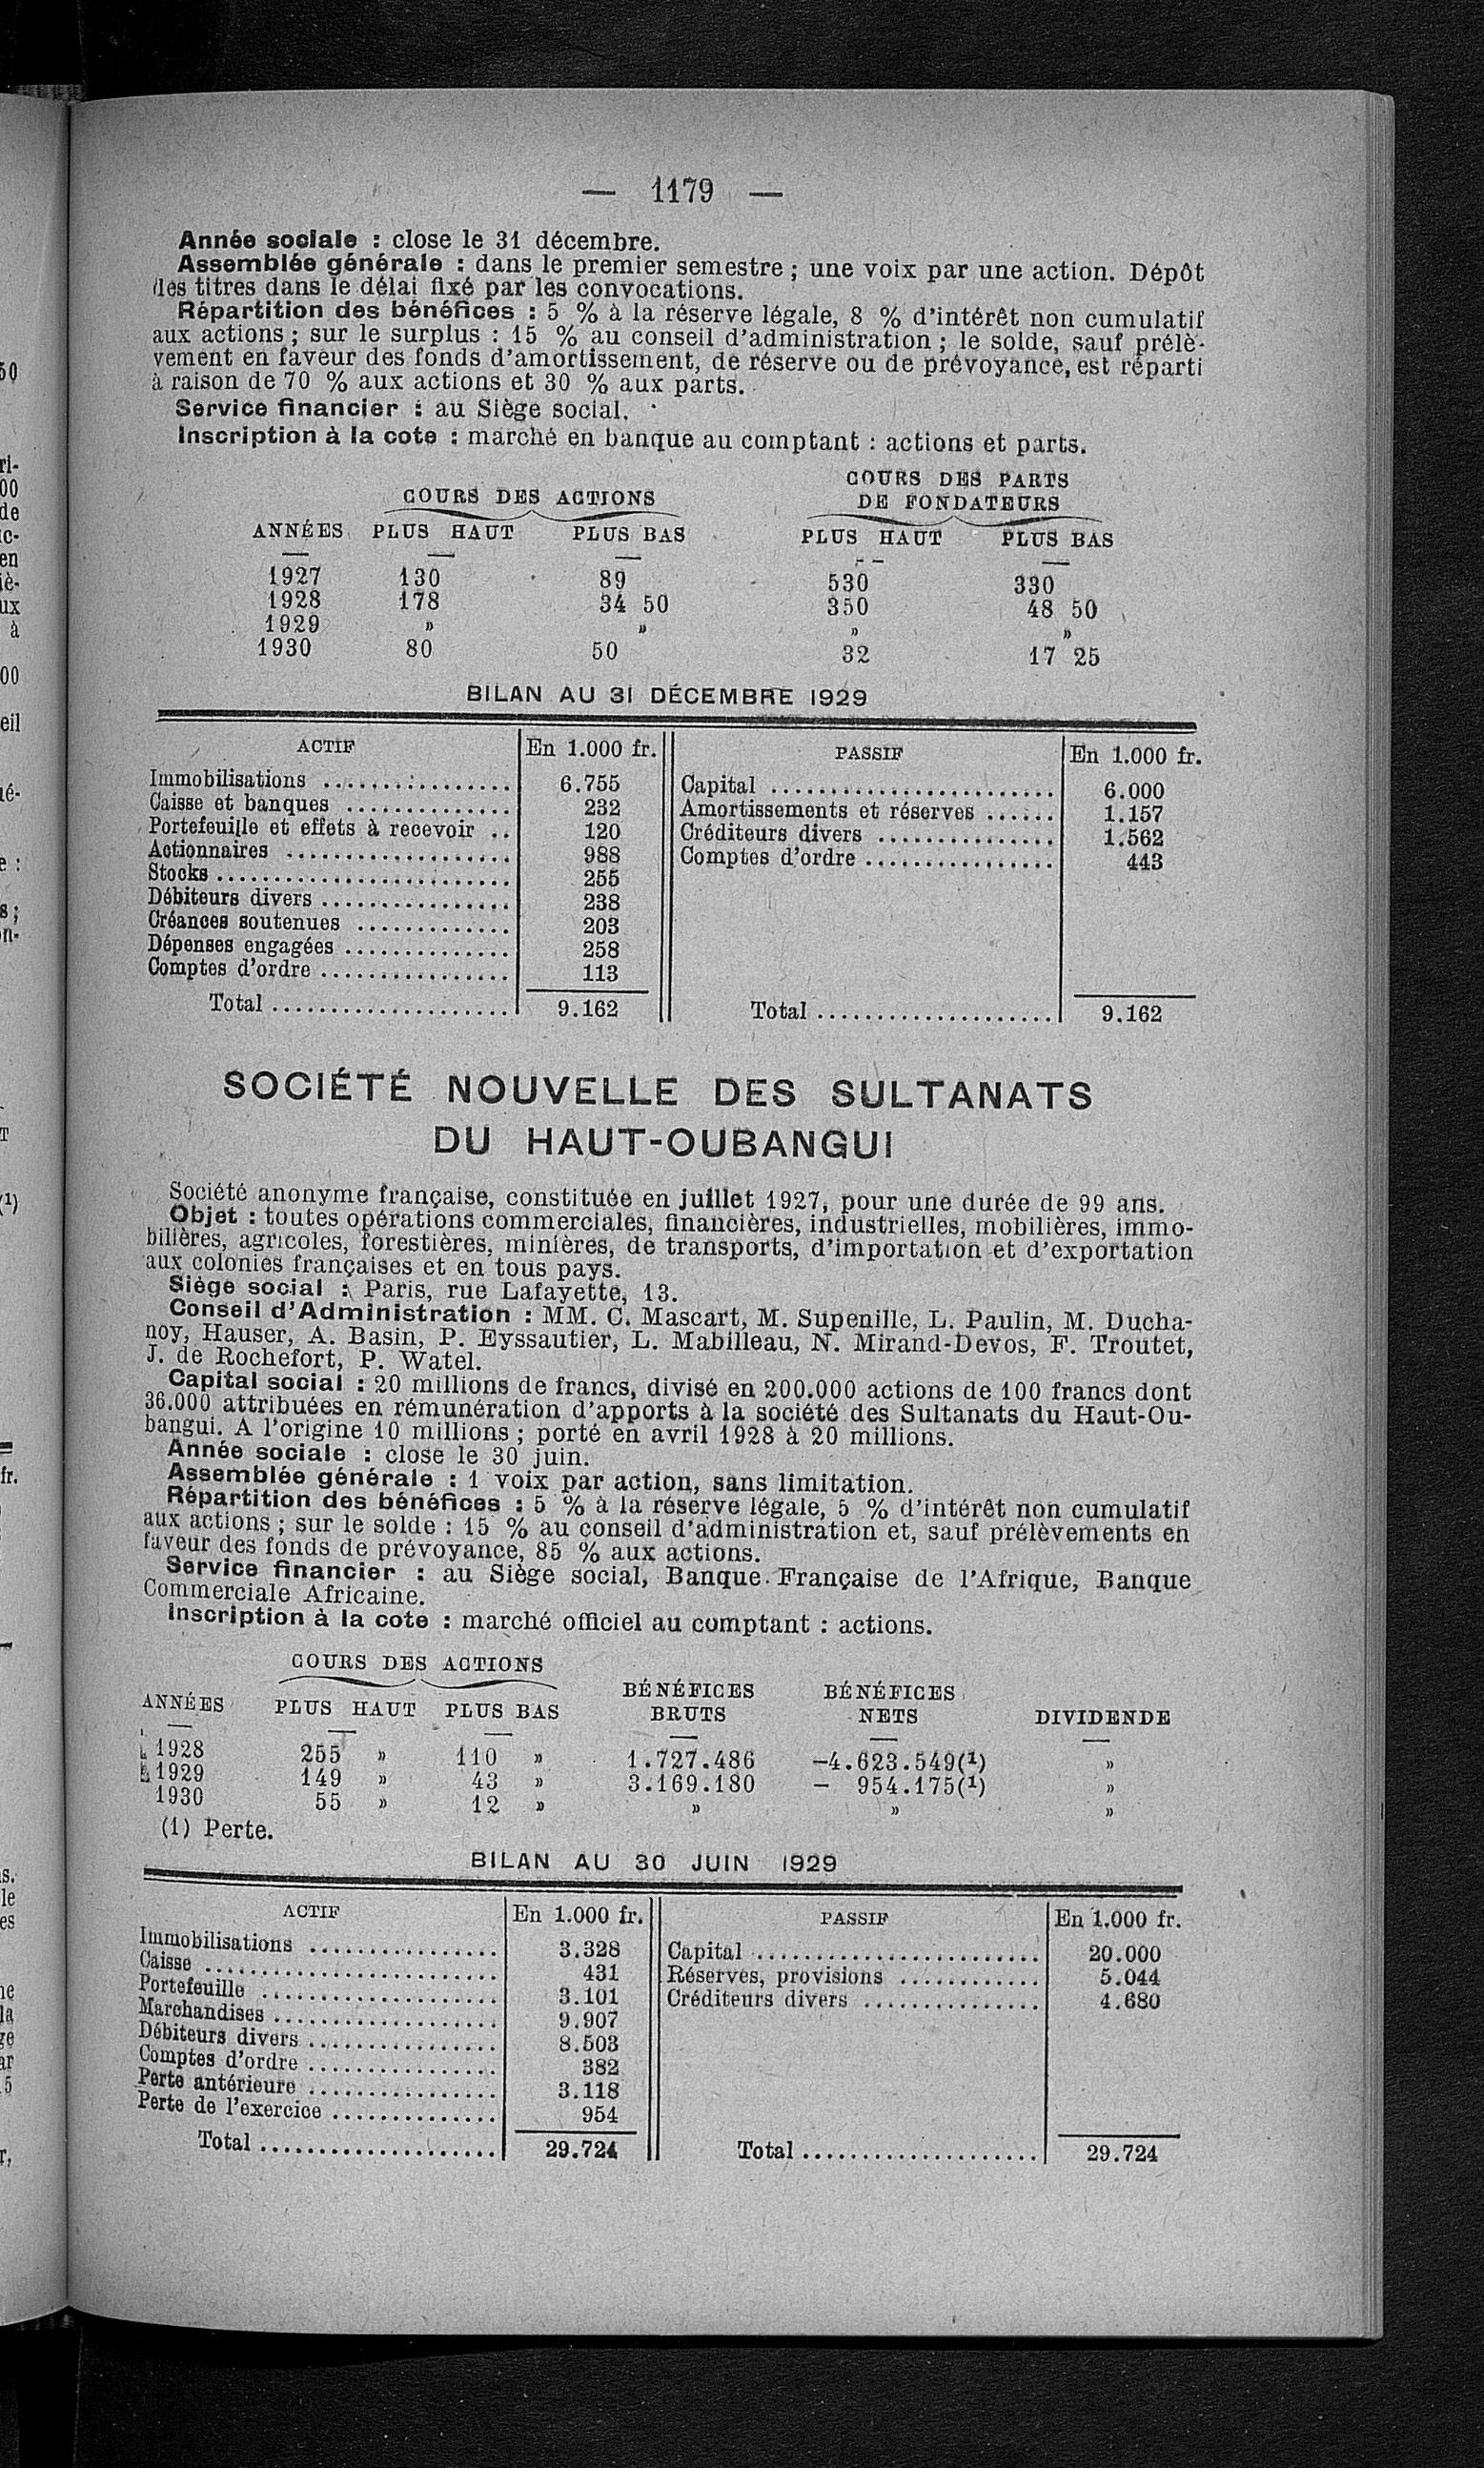 — 1179 —
Année sociale : close le 31 décembre.
Assemblée générale : dans le premier semestre ; une voix par une action. Dépôt
des titres dans le délai fixé par les convocations.
Répartition des bénéfices : 5 % à la réserve légale, 8 % d'intérêt non cumulatif
aux actions ; sur le surplus : 15 % au conseil d'administration ; le solde, sauf prélè-
vement en faveur des fonds d'amortissement, de réserve ou de prévoyance, est réparti
à raison de 70 % aux actions et 30 % aux parts.
Service financier : au Siège social.
Inscription à la cote : marché en banque au comptant : actions et parts.
COURS DES ACTIONS COURS DES PARTS
DE FONDATEURS
ANNÉES PLUS HAUT PLUS BAS PLUS HAUT PLUS BAS
1927 130 89 530 330
1928 178 34 50 350 48 50
1929 » » » »
1930 80 50 32 17 25
BILAN AU 31 DÉCEMBRE 1929
ACTIF En 1.000 fr. PASSIF En 1.000 fr.
Immobilisations ................ 6.755 Capital ........................ 6.000
Caisse et banques .............. 232 Amortissements et réserves ...... 1.157
Portefeuille et effets à recevoir .. 120 Créditeurs divers ............... 1.562
Actionnaires ................... 988 Comptes d'ordre ................ 443
Stocks ......................... 255
Débiteurs divers ................ 238
Créances soutenues ............. 203
Dépenses engagées .............. 258
Comptes d'ordre ................ 113
Total .................... 9.162 Total .................... 9.162
SOCIÉTÉ NOUVELLE DES SULTANATS
DU HAUT-OUBANGUI
Société anonyme française, constituée en juillet 1927, pour une durée de 99 ans.
Objet : toutes opérations commerciales, financières, industrielles, mobilières, immo-
bilières, agricoles, forestières, minières, de transports, d'importation et d'exportation
aux colonies françaises et en tous pays.
Siège social : Paris, rue Lafayette, 13.
Conseil d'Administration : MM. C. Mascart, M. Supenille, L. Paulin, M. Ducha-
noy, Hauser, A. Basin, P. Eyssautier, L. Mabilleau, N. Mirand-Devos, F. Troutet,
J. de Rochefort, P. Watel.
Capital social : 20 millions de francs, divisé en 200.000 actions de 100 francs dont
36.000 attribuées en rémunération d'apports à la société des Sultanats du Haut-Ou-
bangui. A l'origine 10 millions ; porté en avril 1928 à 20 millions.
Année sociale : close le 30 juin.
Assemblée générale : 1 voix par action, sans limitation.
Répartition des bénéfices : 5 % à la réserve légale, 5 % d'intérêt non cumulatif
aux actions ; sur le solde : 15 % au conseil d'administration et, sauf prélèvements en
faveur des fonds de prévoyance, 85 % aux actions.
Service financier : au Siège social, Banque Française de l'Afrique, Banque
Commerciale Africaine.
Inscription à la cote : marché officiel au comptant : actions.
COURS DES ACTIONS BÉNÉFICES BÉNÉFICES
ANNÉES PLUS HAUT PLUS BAS BRUTS NETS DIVIDENDE
1928 255 » 110 » 1.727.486 —4.623.549(1) »
1929 149 » 43 » 3.169.180 — 954.175(1) »
1930 55 » 12 » » » »
(1) Perte.
BILAN AU 30 JUIN 1929
ACTIF En 1.000 fr. PASSIF En 1.000 fr.
Immobilisations ................ 3.328 Capital ........................ 20.000
Caisse ......................... 431 Réserves, provisions ............ 5.044
Portefeuille .................... 3.101 Créditeurs divers ............... 4.680
Marchandises ................... 9.907
Débiteurs divers ................ 8.503
Comptes d'ordre ................ 382
Perte antérieure ................ 3.118
Perte de l'exercice .............. 954
Total .................... 29.724 Total .................... 29.724